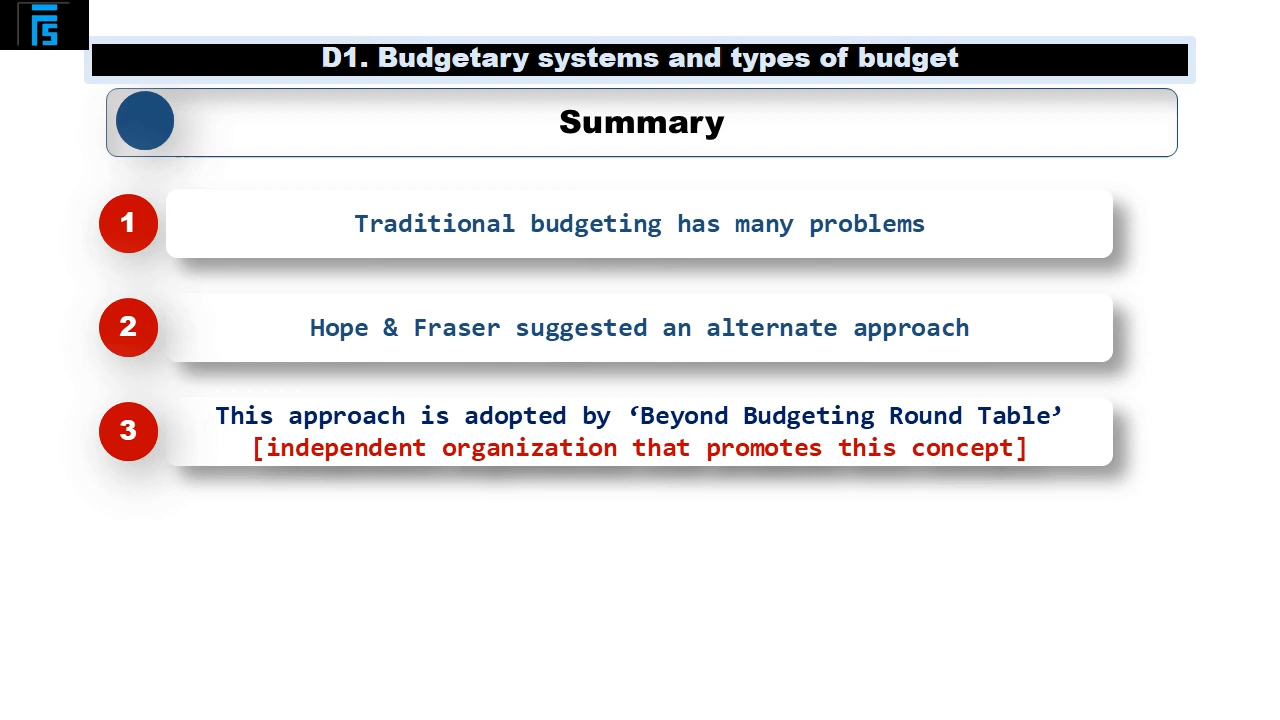 FFS
D1. Budgetary systems and types of budget
Summary
1
Traditional budgeting has many problems
2
Hope & Fraser suggested an alternate approach
3
This approach is adopted by ‘Beyond Budgeting Round Table’
[independent organization that promotes this concept]